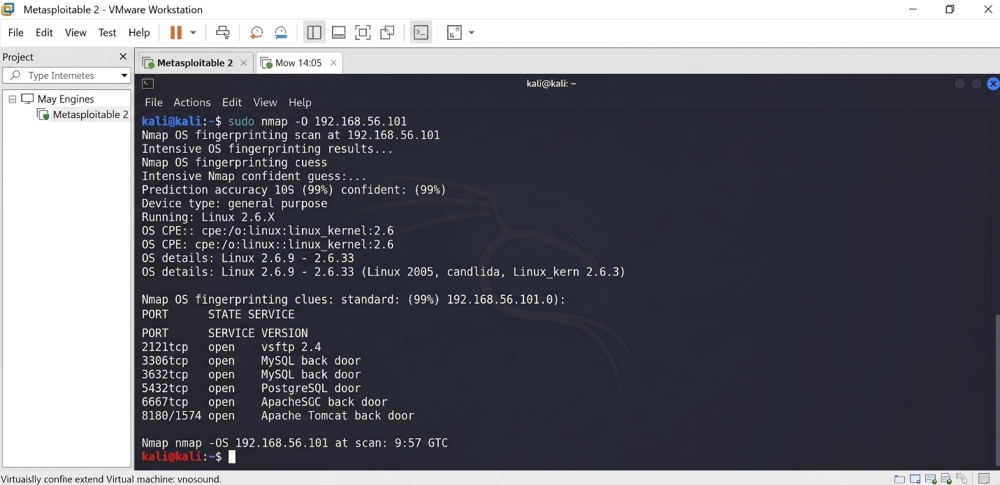 Metasploitable 2 - VMware Workstation
File Edit View Test Help
Project
Type Internetes
May Engines
Metasploitable 2
Metasploitable 2
Mow 14:05
kali@kali: ~
File Actions Edit View Help
kali@kali:~$ sudo nmap -O 192.168.56.101
Nmap OS fingerprinting scan at 192.168.56.101
Intensive OS fingerprinting results...
Nmap OS fingerprinting cuess
Intensive Nmap confident guess:...
Prediction accuracy 10S (99%) confident: (99%)
Device type: general purpose
Running: Linux 2.6.X
OS CPE:: cpe:/o:linux:linux_kernel:2.6
OS CPE: cpe:/o:linux::linux_kernel:2.6
OS details: Linux 2.6.9 - 2.6.33
OS details: Linux 2.6.9 - 2.6.33 (Linux 2005, candlida, Linux_kern 2.6.3)
Nmap OS fingerprinting clues: standard: (99%) 192.168.56.101.0):
PORT STATE SERVICE
PORT SERVICE VERSION
2121tcp open vsftp 2.4
3306tcp open MySQL back door
3632tcp open MySQL back door
5432tcp open PostgreSQL door
6667tcp open ApacheSGC back door
8180/1574 open Apache Tomcat back door
Nmap nmap -OS 192.168.56.101 at scan: 9:57 GTC
kali@kali:~$
Virtuaislly confne extend Virtual machine: vnosound.